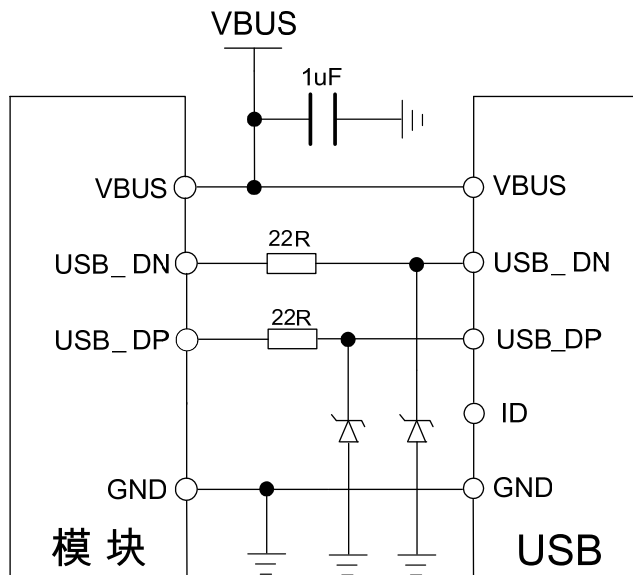 VBUS
1uF
VBUS
VBUS
USB_ DN
22R
USB_ DN
USB_ DP
22R
USB_DP
ID
GND
GND
模 块
USB